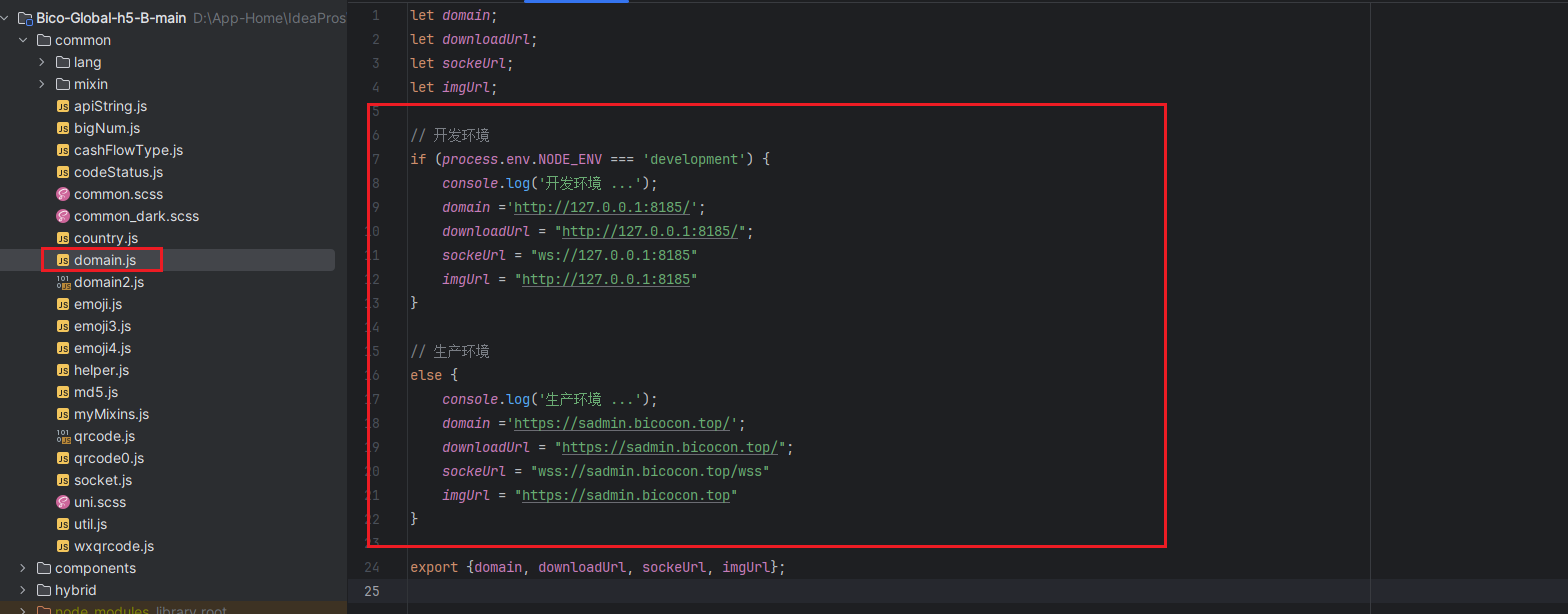 Bico-Global-h5-B-main D:\App-Home\IdeaPros
common
lang
mixin
apiString.js
bigNum.js
cashFlowType.js
codeStatus.js
common.scss
common_dark.scss
country.js
domain.js
domain2.js
emoji.js
emoji3.js
emoji4.js
helper.js
md5.js
myMixins.js
qrcode.js
qrcode0.js
socket.js
uni.scss
util.js
wxqrcode.js
components
hybrid
node_modules library root
1 let domain;
2 let downloadUrl;
3 let sockeUrl;
4 let imgUrl;
5
6 // 开发环境
7 if (process.env.NODE_ENV === 'development') {
8 console.log('开发环境 ...');
9 domain ='http://127.0.0.1:8185/';
10 downloadUrl = "http://127.0.0.1:8185/";
11 sockeUrl = "ws://127.0.0.1:8185"
12 imgUrl = "http://127.0.0.1:8185"
13 }
14
15 // 生产环境
16 else {
17 console.log('生产环境 ...');
18 domain ='https://sadmin.bicocon.top/';
19 downloadUrl = "https://sadmin.bicocon.top/";
20 sockeUrl = "wss://sadmin.bicocon.top/wss"
21 imgUrl = "https://sadmin.bicocon.top"
22 }
23
24 export {domain, downloadUrl, sockeUrl, imgUrl};
25